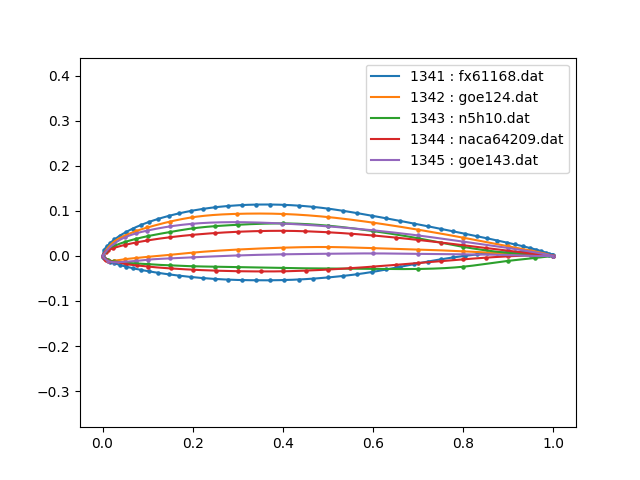 1341 : fx61168.dat
1342 : goe124.dat
1343 : n5h10.dat
1344 : naca64209.dat
1345 : goe143.dat
0.4
0.3
0.2
0.1
0.0
−0.1
−0.2
−0.3
0.0 0.2 0.4 0.6 0.8 1.0